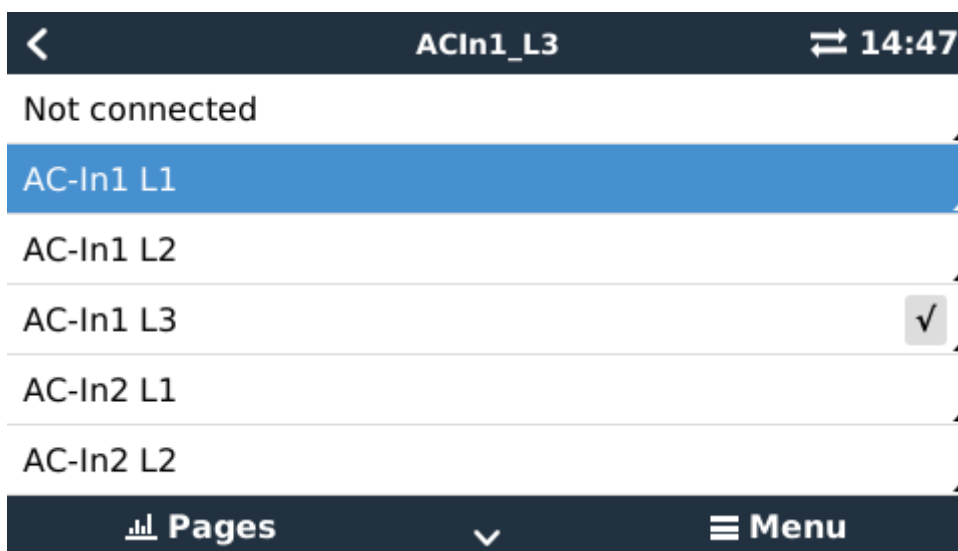 ACIn1_L3 14:47
Not connected
AC-In1 L1
AC-In1 L2
AC-In1 L3 √
AC-In2 L1
AC-In2 L2
Pages Menu